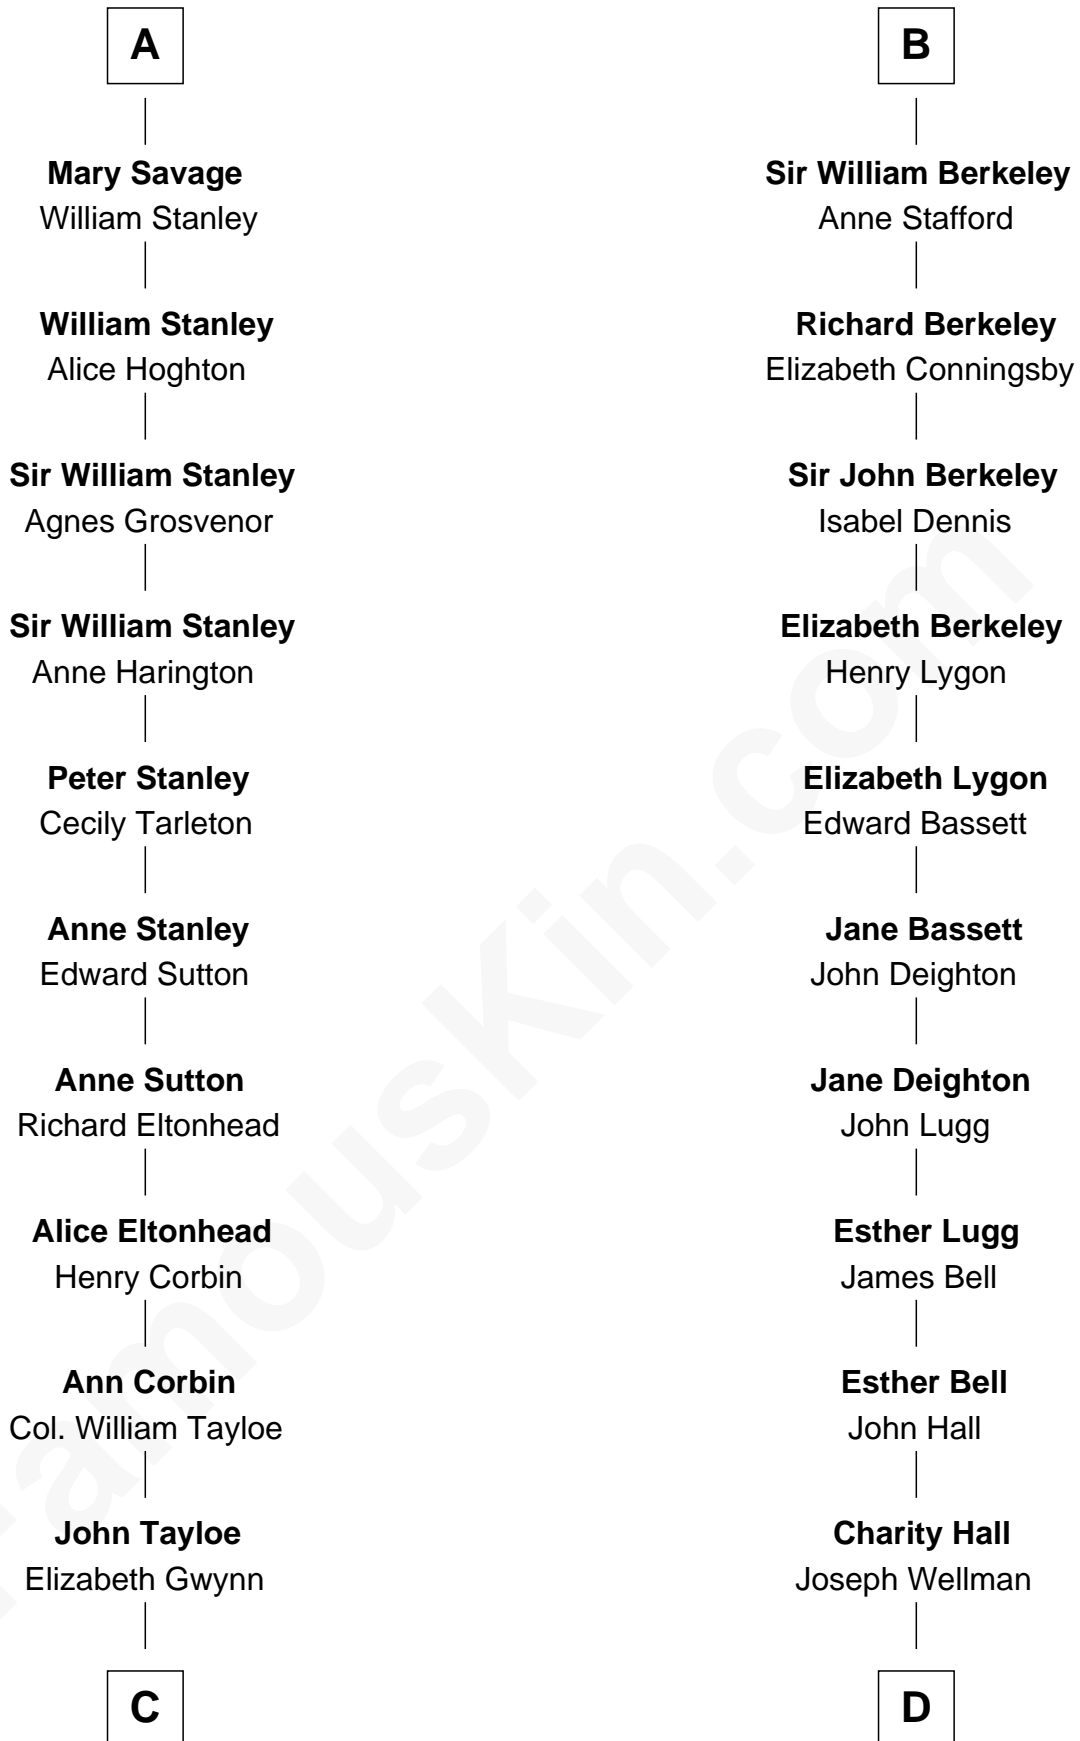 A
Mary Savage
William Stanley
William Stanley
Alice Hoghton
Sir William Stanley
Agnes Grosvenor
Sir William Stanley
Anne Harington
Peter Stanley
Cecily Tarleton
Anne Stanley
Edward Sutton
Anne Sutton
Richard Eltonhead
Alice Eltonhead
Henry Corbin
Ann Corbin
Col. William Tayloe
John Tayloe
Elizabeth Gwynn
C
B
Sir William Berkeley
Anne Stafford
Richard Berkeley
Elizabeth Conningsby
Sir John Berkeley
Isabel Dennis
Elizabeth Berkeley
Henry Lygon
Elizabeth Lygon
Edward Bassett
Jane Bassett
John Deighton
Jane Deighton
John Lugg
Esther Lugg
James Bell
Esther Bell
John Hall
Charity Hall
Joseph Wellman
D
FamousKin.com